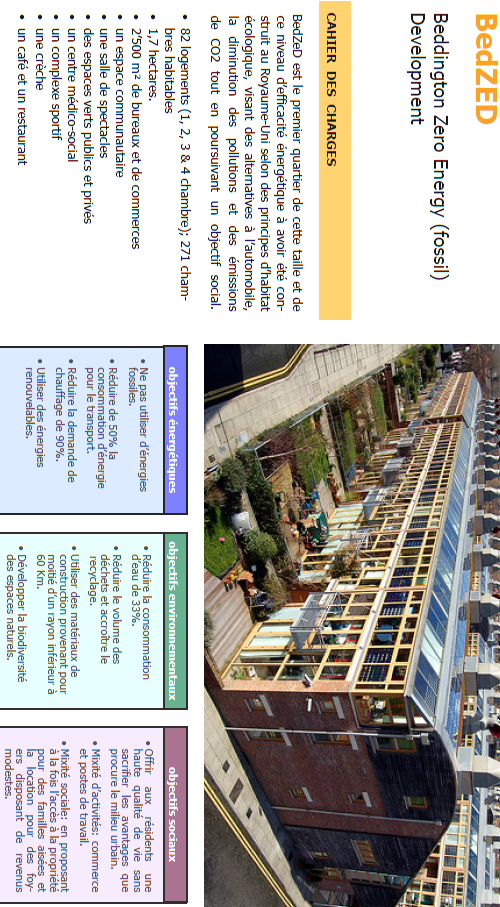 BedZED
Beddington Zero Energy (fossil)
Development
CAHIER DES CHARGES
BedZeD est le premier quartier de cette taille et de
ce niveau d'efficacité énergétique à avoir été con-
struit au Royaume-Uni selon des principes d'habitat
écologique, visant des alternatives à l'automobile,
la diminution des pollutions et des émissions
de CO2 tout en poursuivant un objectif social.
• 82 logements (1, 2, 3 & 4 chambre); 271 cham-
bres habitables
• 1,7 hectares.
• 2'500 m² de bureaux et de commerces
• un espace communautaire
• une salle de spectacles
• des espaces verts publics et privés
• un centre médico-social
• un complexe sportif
• une crèche
• un café et un restaurant
objectifs énergétiques
• Ne pas utiliser d'énergies
fossiles.
• Réduire de 50% la
consommation d'énergie
pour le transport.
• Réduire la demande de
chauffage de 90%.
• Utiliser des énergies
renouvelables.
objectifs environnementaux
• Réduire la consommation
d'eau de 33%.
• Réduire le volume des
déchets et accroître le
recyclage.
• Utiliser des matériaux de
construction provenant pour
moitié d'un rayon inférieur à
60 Km.
• Développer la biodiversité
des espaces naturels.
objectifs sociaux
• Offrir aux résidents une
haute qualité de vie sans
sacrifier les avantages que
procure le milieu urbain.
• Mixité d'activités: commerce
et postes de travail.
• Mixité sociale: en proposant
à la fois l'accès à la propriété
pour des familles aisées et
la location pour des foy-
ers disposant de revenus
modestes.